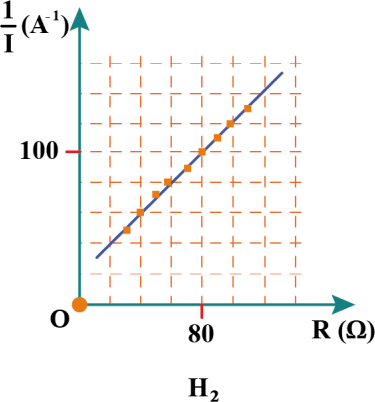 1/I (A⁻¹)
100
O
80
R (Ω)
H₂